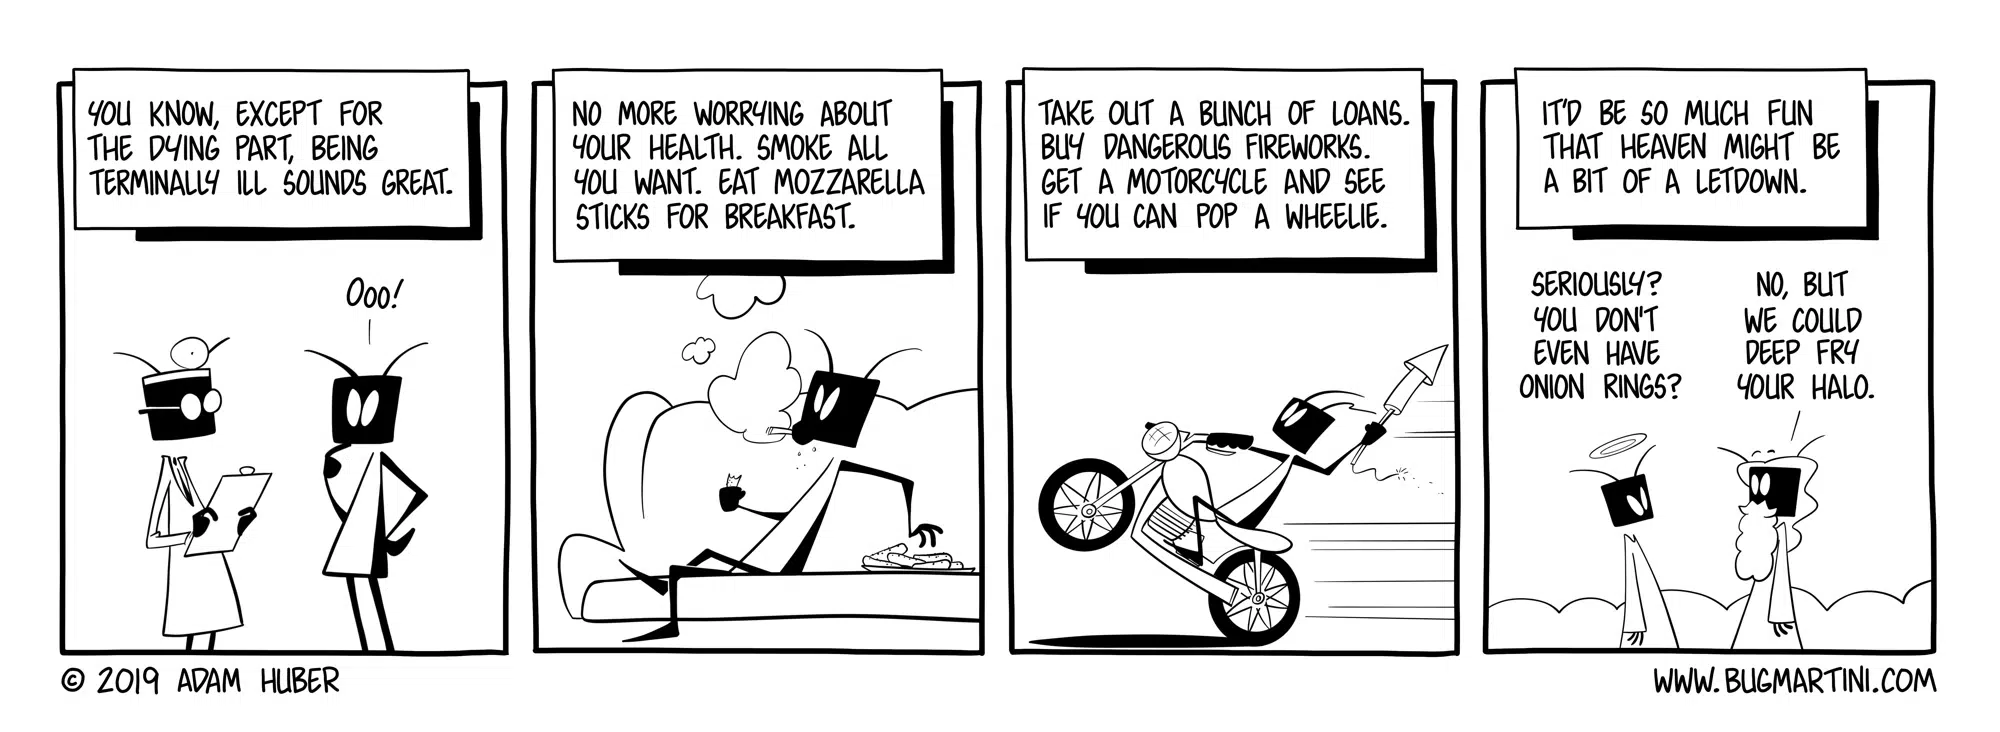 YOU KNOW, EXCEPT FOR
THE DYING PART, BEING
TERMINALLY ILL SOUNDS GREAT.
OOO!
NO MORE WORRYING ABOUT
YOUR HEALTH. SMOKE ALL
YOU WANT. EAT MOZZARELLA
STICKS FOR BREAKFAST.
TAKE OUT A BUNCH OF LOANS.
BUY DANGEROUS FIREWORKS.
GET A MOTORCYCLE AND SEE
IF YOU CAN POP A WHEELIE.
IT'D BE SO MUCH FUN
THAT HEAVEN MIGHT BE
A BIT OF A LETDOWN.
SERIOUSLY?
YOU DON'T
EVEN HAVE
ONION RINGS?
NO, BUT
WE COULD
DEEP FRY
YOUR HALO.
© 2019 ADAM HUBER
WWW.BUGMARTINI.COM